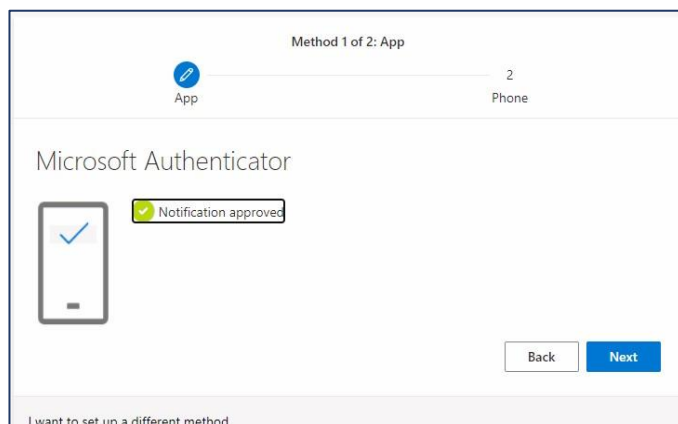 Method 1 of 2: App
2
App
Phone
Microsoft Authenticator
Notification approved
Back
Next
I want to set up a different method